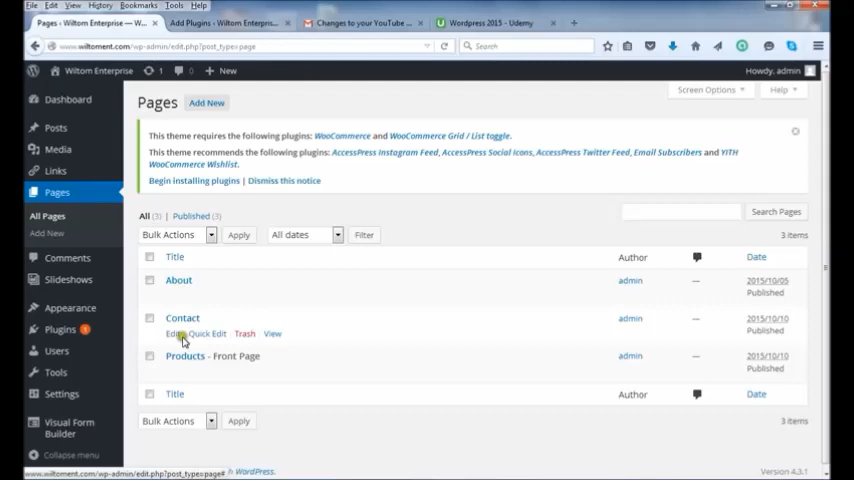 File Edit View History Bookmarks Tools Help
Pages ‹ Wiltom Enterprise — W... × Add Plugins ‹ Wiltom Enterpris... × Changes to your YouTube ... × Wordpress 2015 - Udemy × +
www.wiltoment.com/wp-admin/edit.php?post_type=page Search
Wiltom Enterprise 1 0 + New Howdy, admin
Screen Options Help
Dashboard
Posts
Media
Links
Pages
All Pages
Add New
Comments
Slideshows
Appearance
Plugins 1
Users
Tools
Settings
Visual Form
Builder
Collapse menu
Pages Add New
This theme requires the following plugins: WooCommerce and WooCommerce Grid / List toggle.
This theme recommends the following plugins: AccessPress Instagram Feed, AccessPress Social Icons, AccessPress Twitter Feed, Email Subscribers and YITH
WooCommerce Wishlist.
Begin installing plugins | Dismiss this notice
All (3) | Published (3) Search Pages
Bulk Actions Apply All dates Filter 3 items
Title Author Date
About admin — 2015/10/05
Published
Contact admin — 2015/10/10
Published
Edit Quick Edit Trash View
Products - Front Page admin — 2015/10/10
Published
Title Author Date
Bulk Actions Apply 3 items
www.wiltoment.com/wp-admin/edit.php?post_type=page# h WordPress. Version 4.3.1